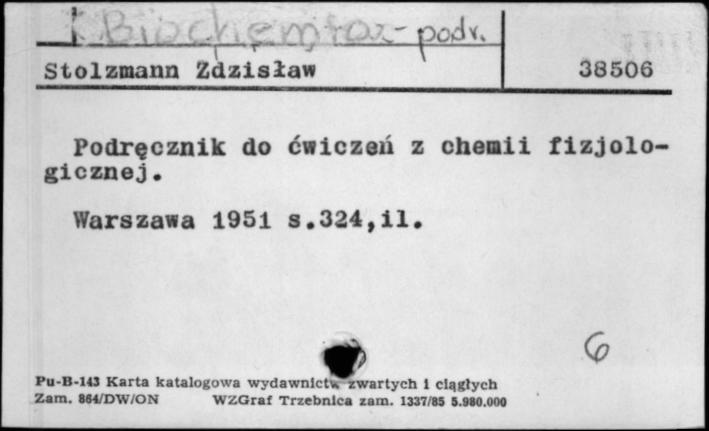 Biochemia - podr.
Stolzmann Zdzisław 38506
Podręcznik do ćwiczeń z chemii fizjolo-
gicznej.
Warszawa 1951 s.324,il.
6
Pu-B-143 Karta katalogowa wydawnictw zwartych i ciągłych
Zam. 864/DW/ON WZGraf Trzebnica zam. 1337/85 5.980.000